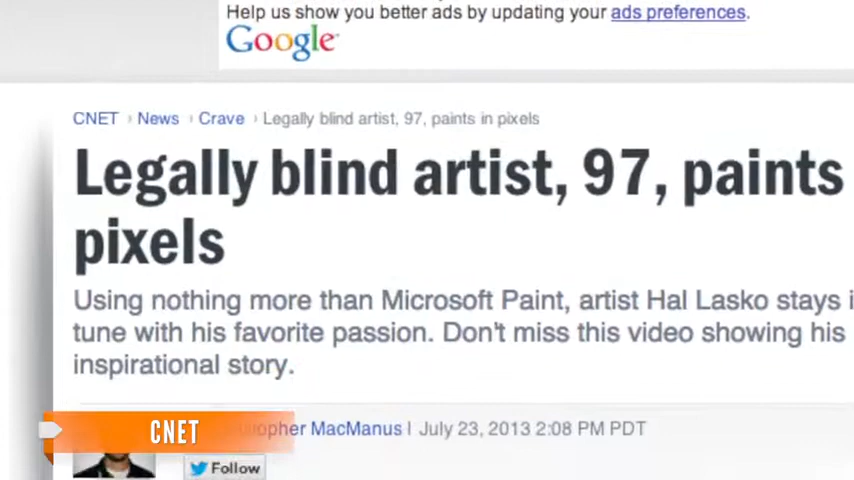 Help us show you better ads by updating your ads preferences.
Google
CNET › News › Crave › Legally blind artist, 97, paints in pixels
Legally blind artist, 97, paints
pixels
Using nothing more than Microsoft Paint, artist Hal Lasko stays
tune with his favorite passion. Don't miss this video showing his
inspirational story.
MacManus | July 23, 2013 2:08 PM PDT
CNET
Follow